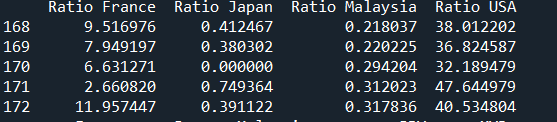 Ratio France Ratio Japan Ratio Malaysia Ratio USA
168 9.516976 0.412467 0.218037 38.012202
169 7.949197 0.380302 0.220225 36.824587
170 6.631271 0.000000 0.294204 32.189479
171 2.660820 0.749364 0.312023 47.644979
172 11.957447 0.391122 0.317836 40.534804